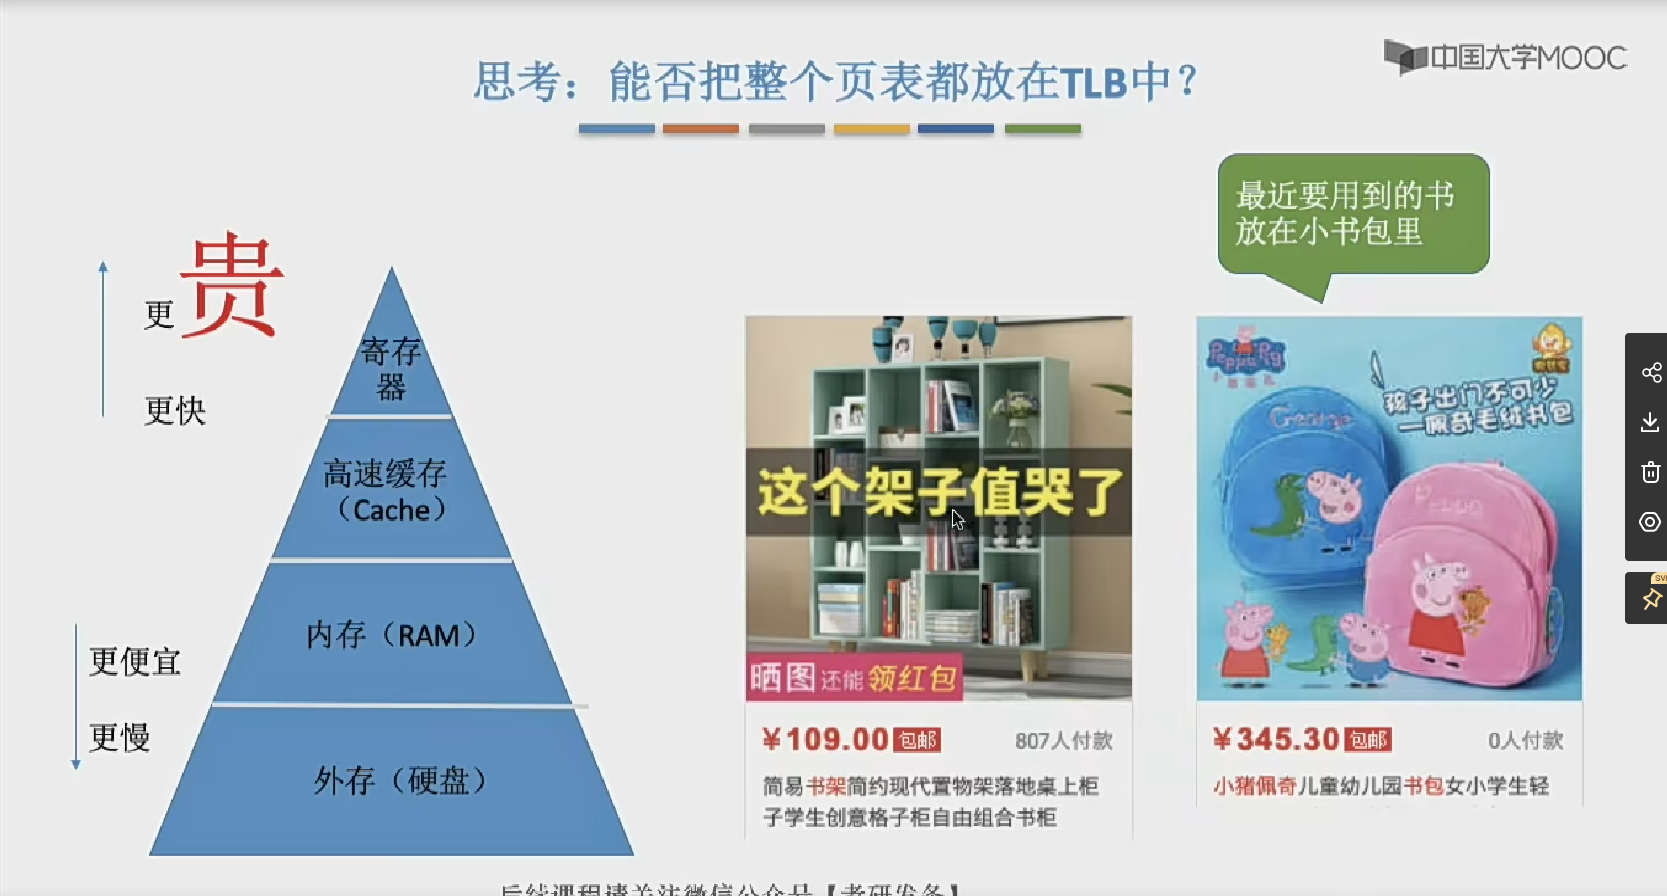 思考：能否把整个页表都放在TLB中？
中国大学MOOC
最近要用到的书
放在小书包里
更贵
更快
寄存
器
高速缓存
（Cache）
内存（RAM）
更便宜
更慢
外存（硬盘）
这个架子值哭了
晒图还能领红包
¥109.00 包邮 807人付款
简易书架简约现代置物架落地桌上柜
子学生创意格子柜自由组合书柜
Peppa Pig
孩子出门不可少
一佩奇毛绒书包
George
¥345.30 包邮 0人付款
小猪佩奇儿童幼儿园书包女小学生轻